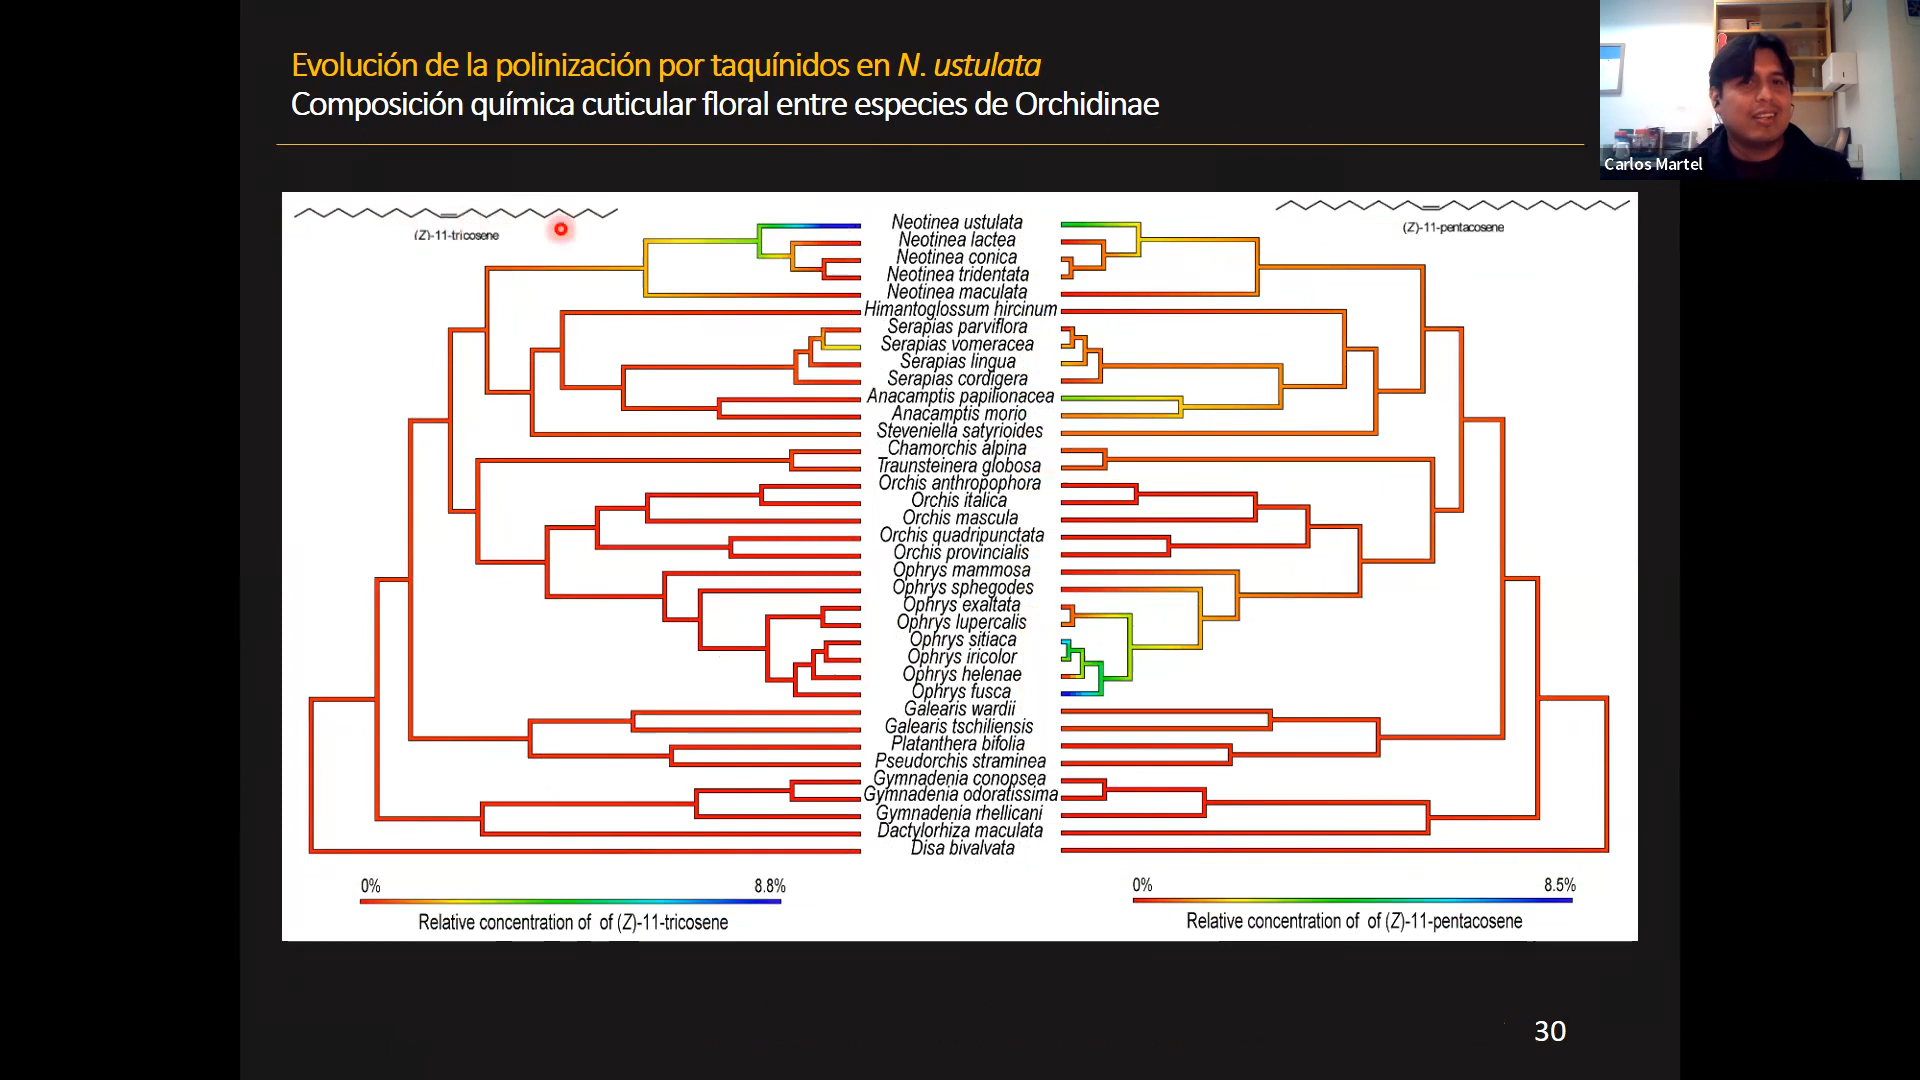 Evolución de la polinización por taquínidos en N. ustulata
Composición química cuticular floral entre especies de Orchidinae
Carlos Martel
(Z)-11-tricosene
(Z)-11-pentacosene
Neotinea ustulata
Neotinea lactea
Neotinea conica
Neotinea tridentata
Neotinea maculata
Himantoglossum hircinum
Serapias parviflora
Serapias vomeracea
Serapias lingua
Serapias cordigera
Anacamptis papilionacea
Anacamptis morio
Steveniella satyrioides
Chamorchis alpina
Traunsteinera globosa
Orchis anthropophora
Orchis italica
Orchis mascula
Orchis quadripunctata
Orchis provincialis
Ophrys mammosa
Ophrys sphegodes
Ophrys exaltata
Ophrys lupercalis
Ophrys sitiaca
Ophrys iricolor
Ophrys helenae
Ophrys fusca
Galearis wardii
Galearis tschiliensis
Platanthera bifolia
Pseudorchis straminea
Gymnadenia conopsea
Gymnadenia odoratissima
Gymnadenia rhellicani
Dactylorhiza maculata
Disa bivalvata
0% 8.8%
Relative concentration of of (Z)-11-tricosene
0% 8.5%
Relative concentration of of (Z)-11-pentacosene
30